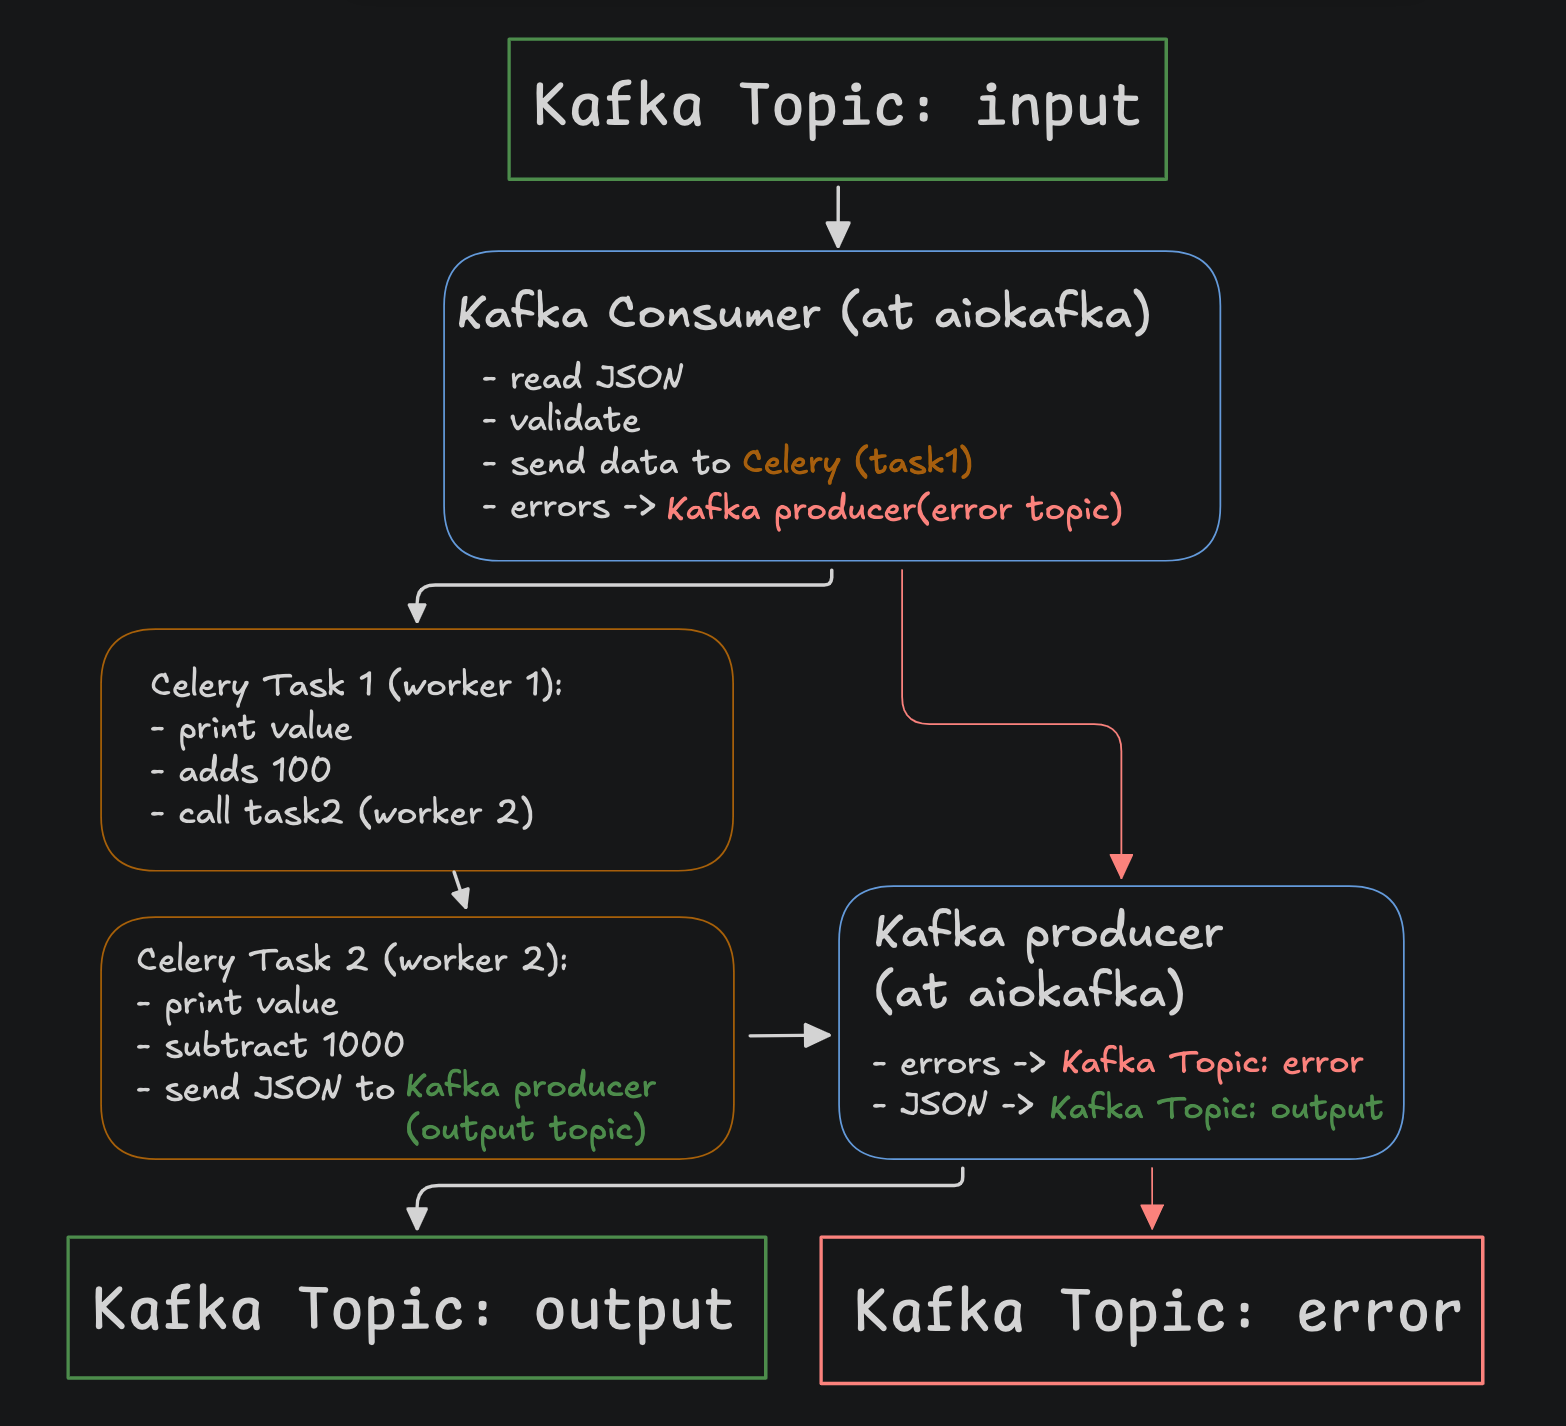 Kafka Topic: input
Kafka Consumer (at aiokafka)
- read JSON
- validate
- send data to Celery (task1)
- errors -> Kafka producer(error topic)
Celery Task 1 (worker 1):
- print value
- adds 100
- call task2 (worker 2)
Celery Task 2 (worker 2):
- print value
- subtract 1000
- send JSON to Kafka producer
(output topic)
Kafka producer
(at aiokafka)
- errors -> Kafka Topic: error
- JSON -> Kafka Topic: output
Kafka Topic: output
Kafka Topic: error